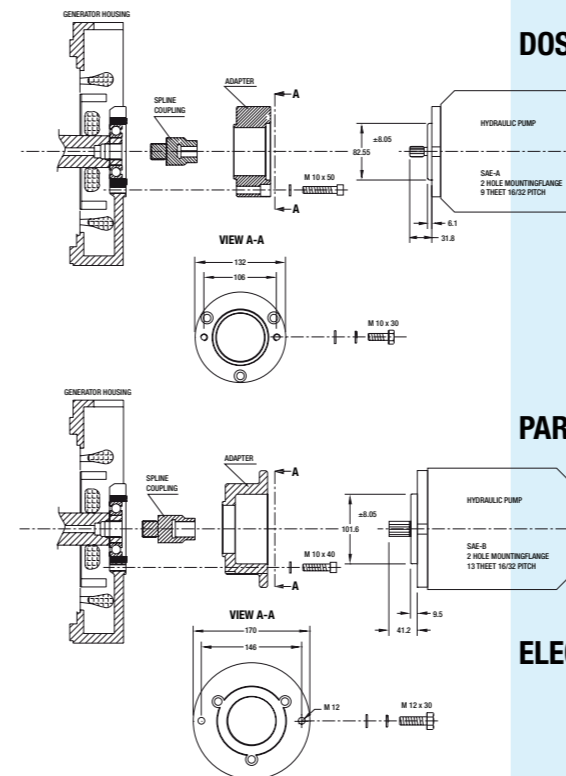 GENERATOR HOUSING
DOS
ADAPTER
SPLINE
COUPLING
A
HYDRAULIC PUMP
±8.05
82.55
SAE-A
2 HOLE MOUNTINGFLANGE
9 THEET 16/32 PITCH
M 10 x 50
A
6.1
31.8
VIEW A-A
132
106
M 10 x 30
GENERATOR HOUSING
PAR
ADAPTER
A
SPLINE
COUPLING
HYDRAULIC PUMP
±8.05
101.6
SAE-B
2 HOLE MOUNTINGFLANGE
13 THEET 16/32 PITCH
M 10 x 40
A
9.5
41.2
VIEW A-A
170
146
M 12
M 12 x 30